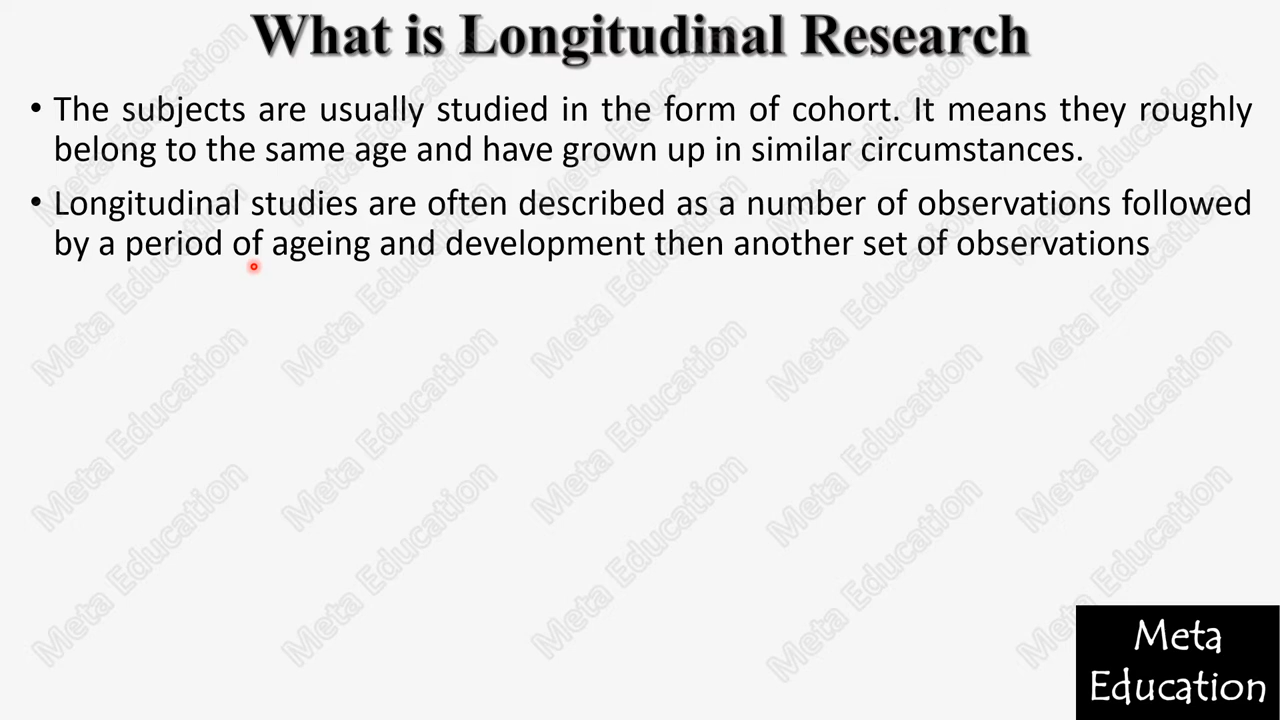 What is Longitudinal Research
• The subjects are usually studied in the form of cohort. It means they roughly
belong to the same age and have grown up in similar circumstances.
• Longitudinal studies are often described as a number of observations followed
by a period of ageing and development then another set of observations
Meta
Education